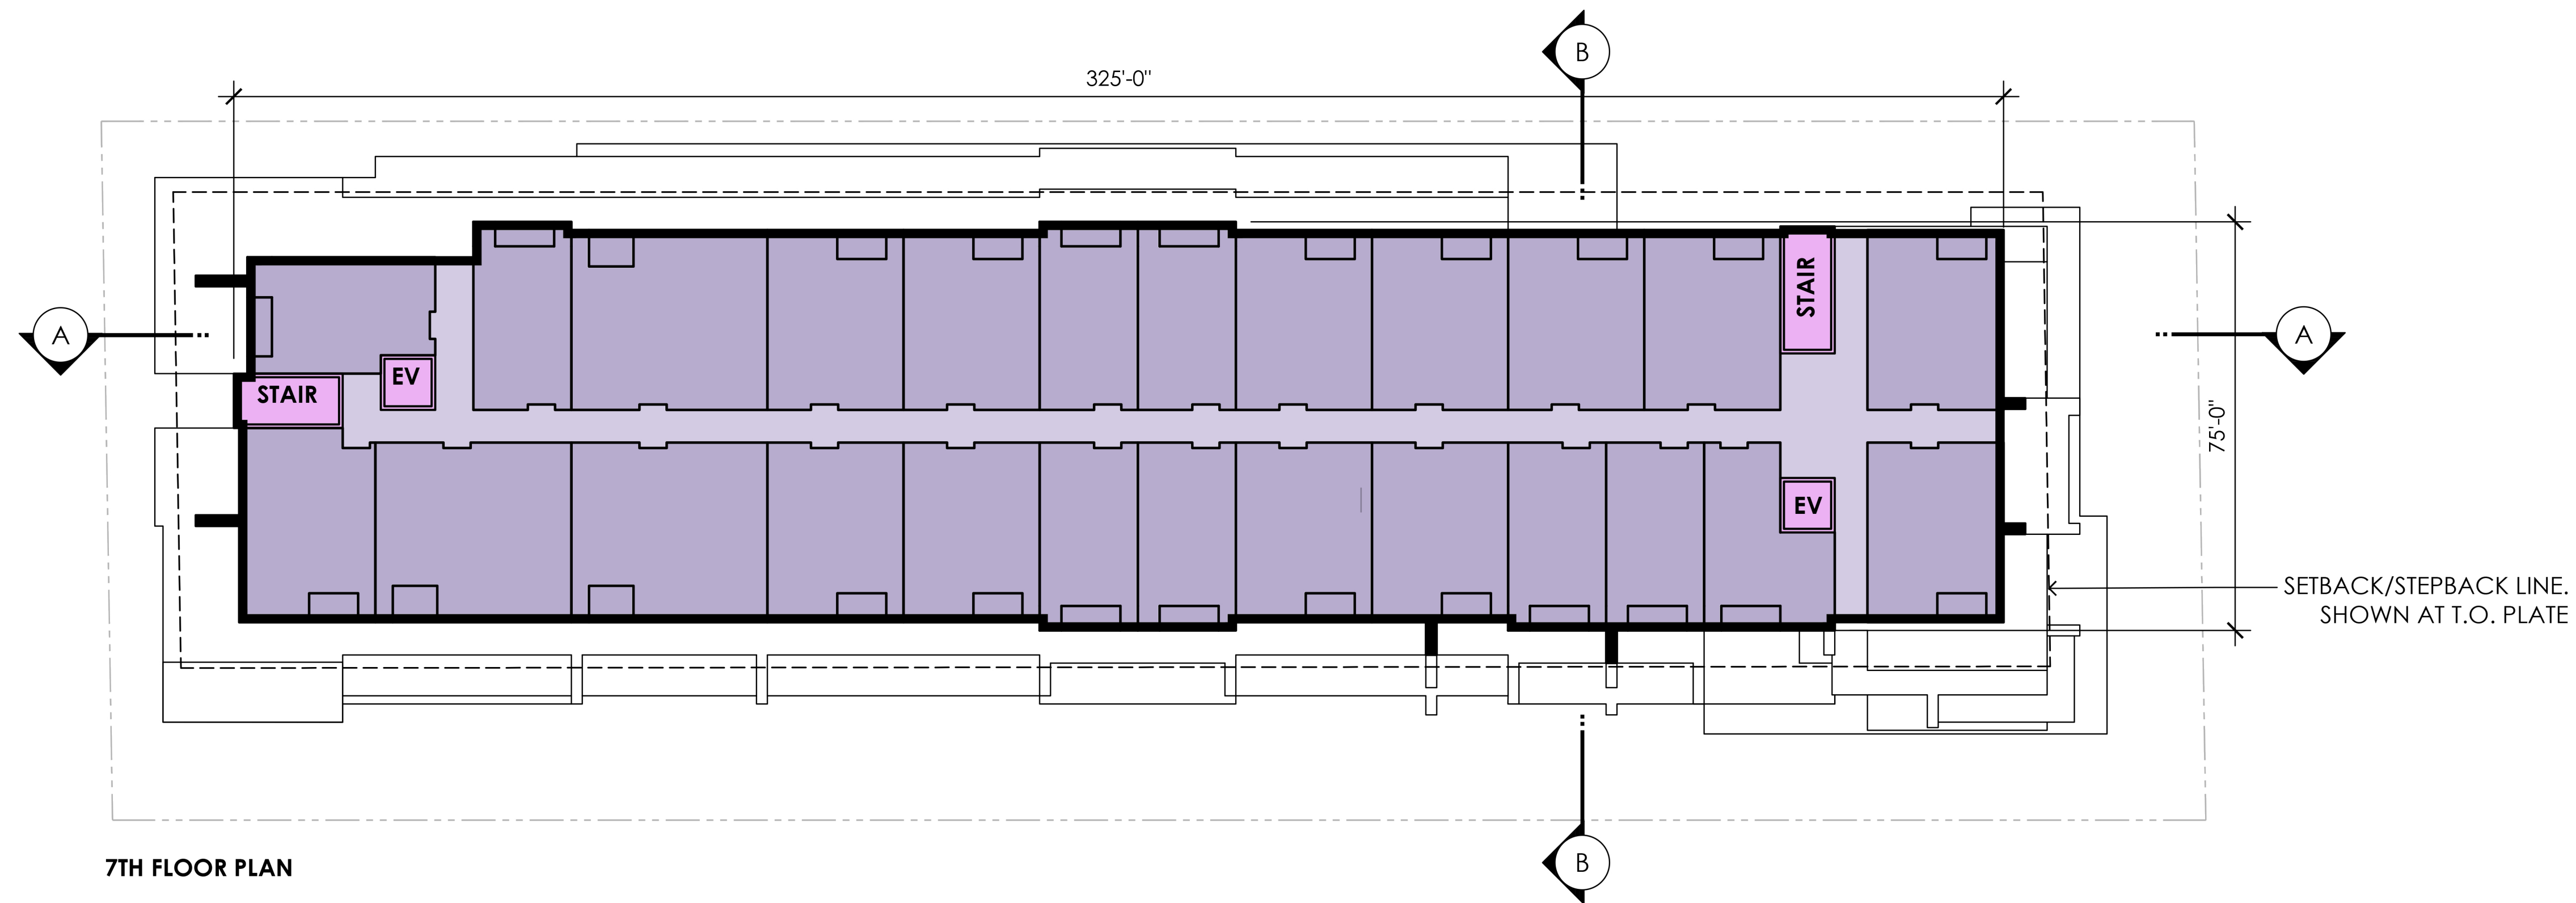 B
325'-0"
STAIR
A
EV
STAIR
A
75'-0"
EV
SETBACK/STEPBACK LINE.
SHOWN AT T.O. PLATE
B
7TH FLOOR PLAN